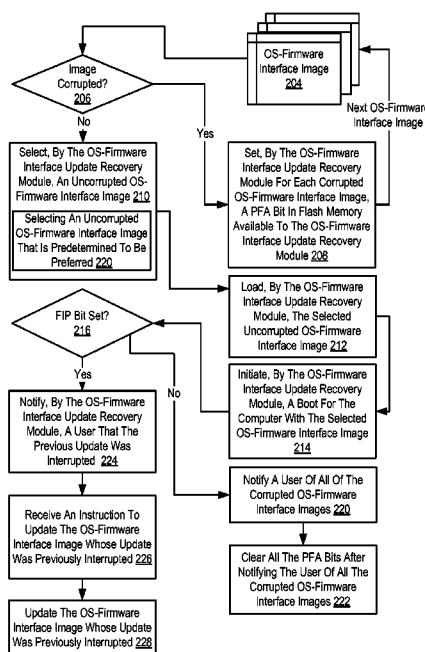 OS-Firmware
Interface Image
204
Image
Corrupted?
206
Next OS-Firmware
Interface Image
No
Yes
Select, By The OS-Firmware
Interface Update Recovery
Module, An Uncorrupted OS-
Firmware Interface Image 210
Selecting An Uncorrupted
OS-Firmware Interface Image
That Is Predetermined To Be
Preferred 220
Set, By The OS-Firmware
Interface Update Recovery
Module For Each Corrupted
OS-Firmware Interface Image,
A PFA Bit In Flash Memory
Available To The OS-Firmware
Interface Update Recovery
Module 208
Load, By The OS-Firmware
Interface Update Recovery
Module, The Selected
Uncorrupted OS-Firmware
Interface Image 212
FIP Bit Set?
216
Yes
No
Initiate, By The OS-Firmware
Interface Update Recovery
Module, A Boot For The
Computer With The Selected
OS-Firmware Interface Image
214
Notify, By The OS-Firmware
Interface Update Recovery
Module, A User That The
Previous Update Was
Interrupted 224
Notify A User Of All Of The
Corrupted OS-Firmware
Interface Images 220
Receive An Instruction To
Update The OS-Firmware
Interface Image Whose Update
Was Previously Interrupted 226
Clear All The PFA Bits After
Notifying The User Of All The
Corrupted OS-Firmware
Interface Images 222
Update The OS-Firmware
Interface Image Whose Update
Was Previously Interrupted 228